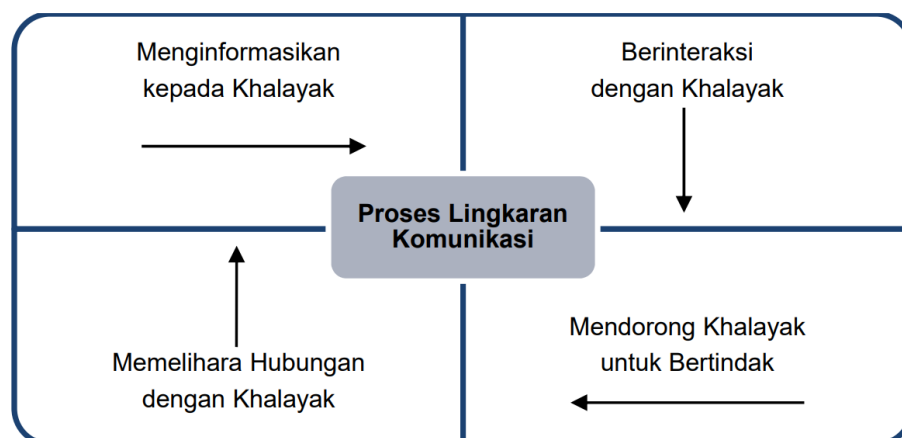 Menginformasikan
kepada Khalayak
Berinteraksi
dengan Khalayak
Proses Lingkaran
Komunikasi
Memelihara Hubungan
dengan Khalayak
Mendorong Khalayak
untuk Bertindak